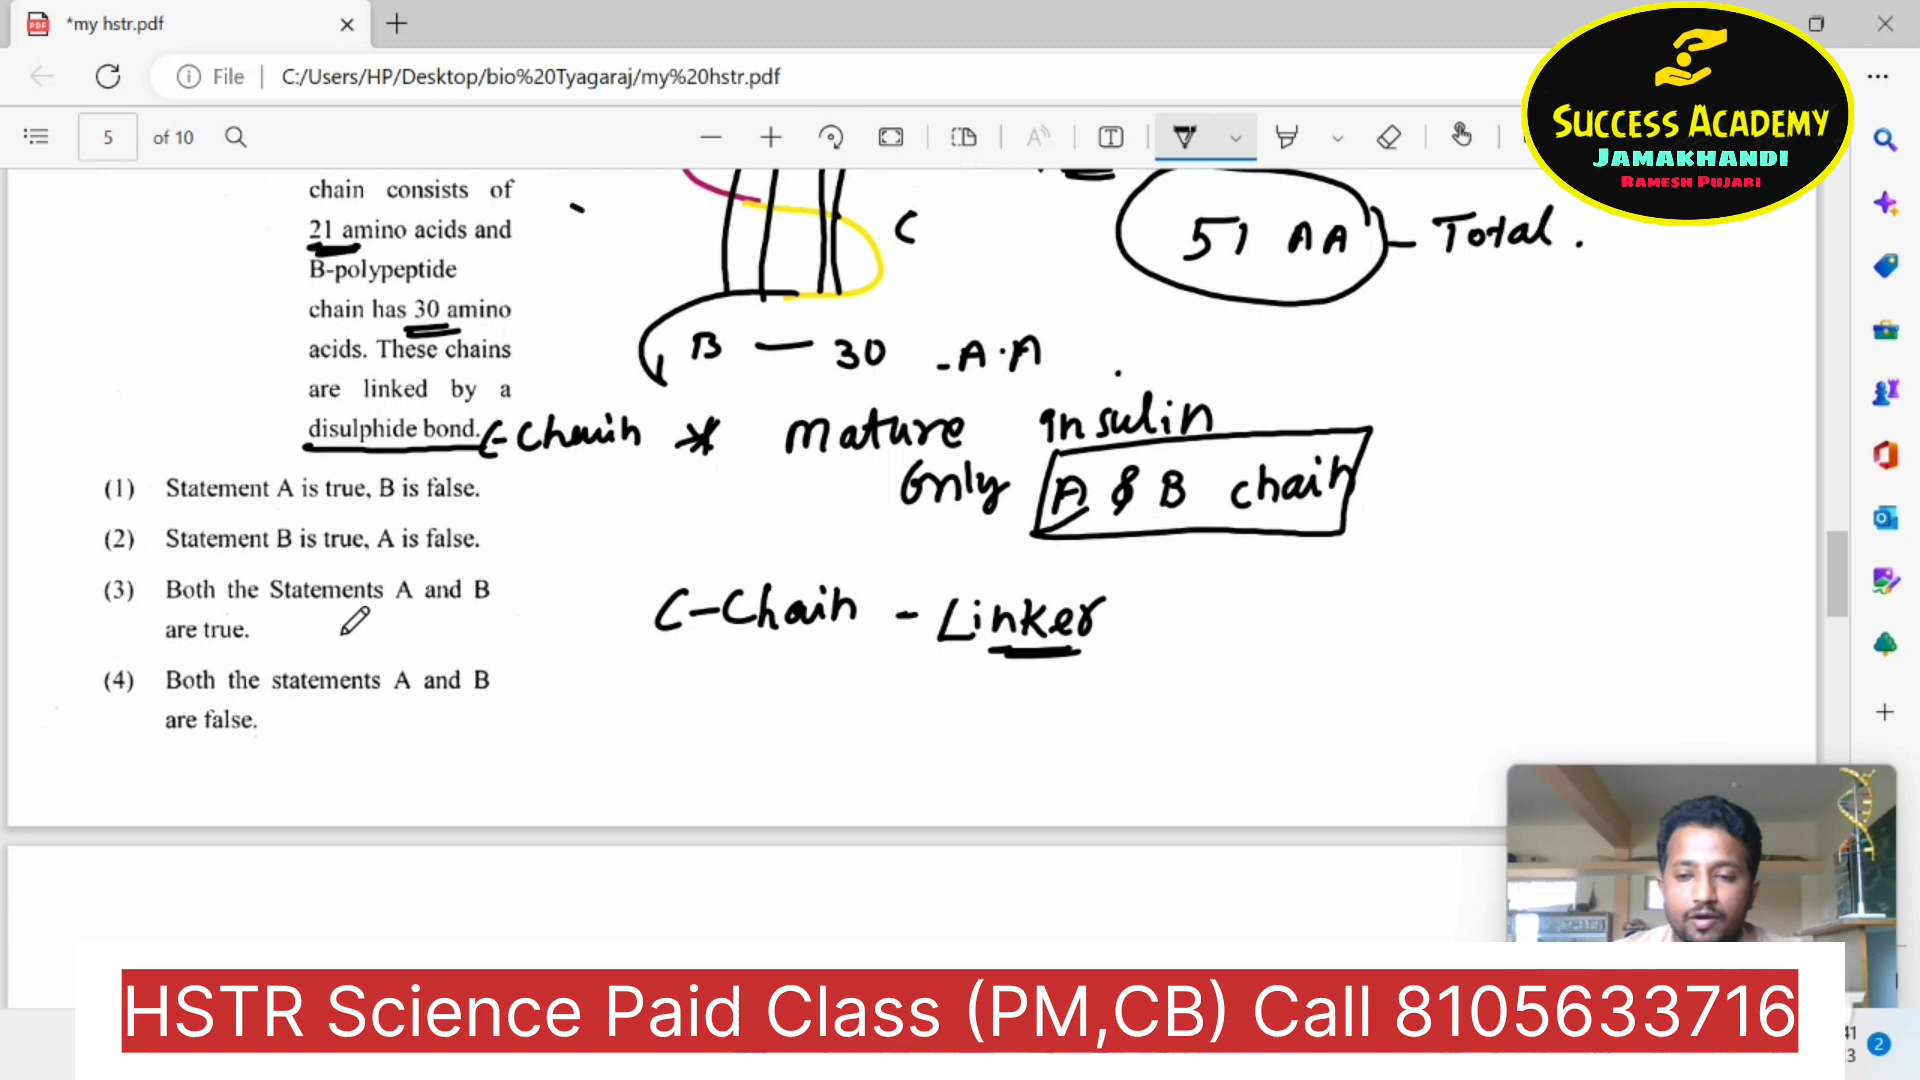 *my hstr.pdf
File
C:/Users/HP/Desktop/bio%20Tyagaraj/my%20hstr.pdf
SUCCESS ACADEMY
JAMAKHANDI
RAMESH PUJARI
5 of 10
chain consists of
21 amino acids and
B-polypeptide
chain has 30 amino
acids. These chains
are linked by a
disulphide bond.
(1) Statement A is true, B is false.
(2) Statement B is true, A is false.
(3) Both the Statements A and B
are true.
(4) Both the statements A and B
are false.
C
51 AA - Total.
B - 30 - A.A
C-Chain * mature insulin
only A & B chain
C-Chain - Linker
HSTR Science Paid Class (PM,CB) Call 8105633716
41
3
2